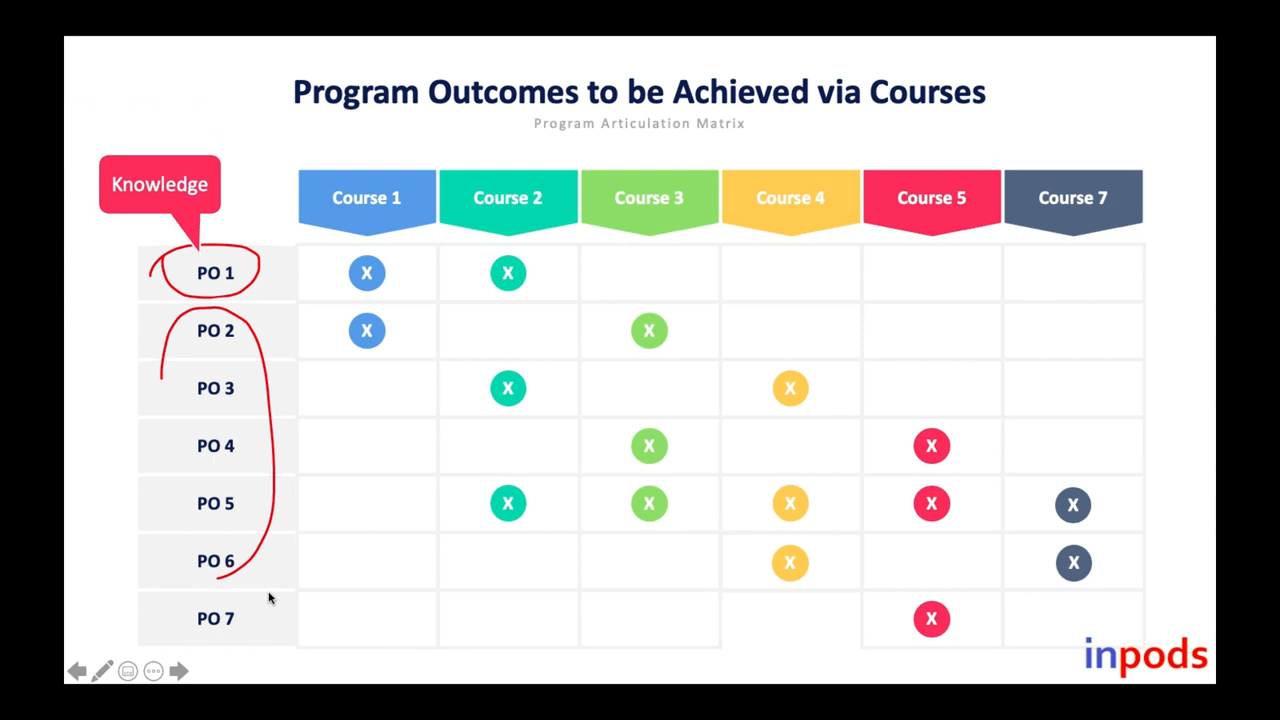 Program Outcomes to be Achieved via Courses
Program Articulation Matrix
Knowledge
Course 1 Course 2 Course 3 Course 4 Course 5 Course 7
PO 1 X X
PO 2 X X
PO 3 X X
PO 4 X X
PO 5 X X X X X
PO 6 X X
PO 7 X
inpods